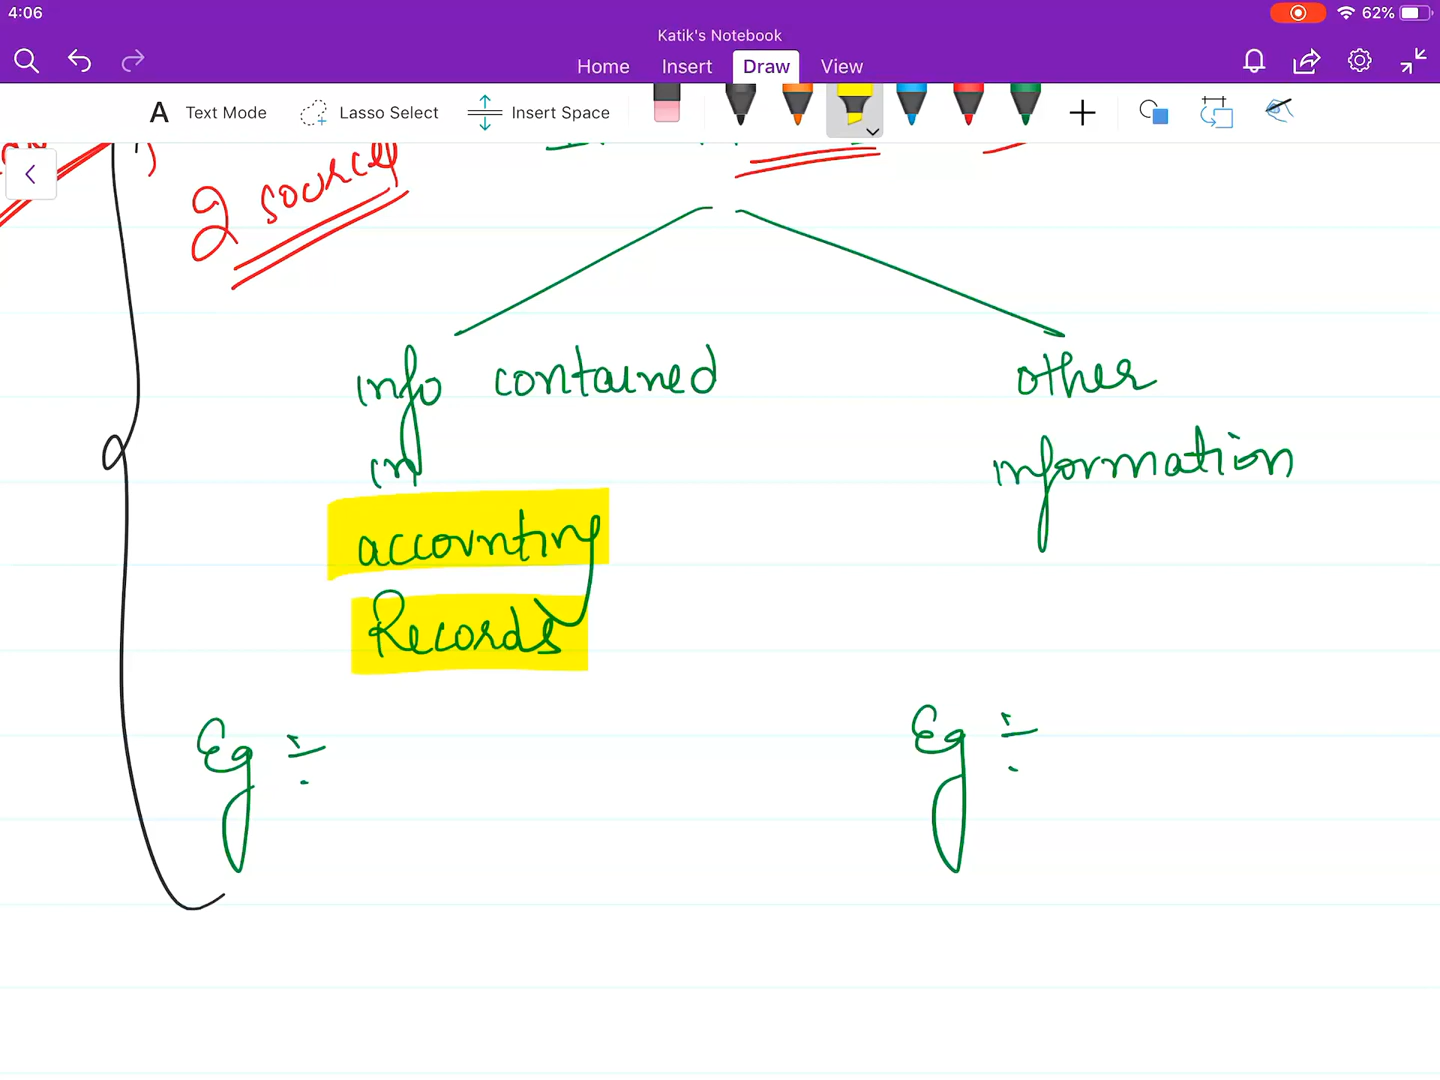 4:06
62%
Katik's Notebook
Home Insert Draw View
A Text Mode Lasso Select Insert Space
2 sources
info contained
in
accounting
Records
other
information
Eg :-
Eg :-